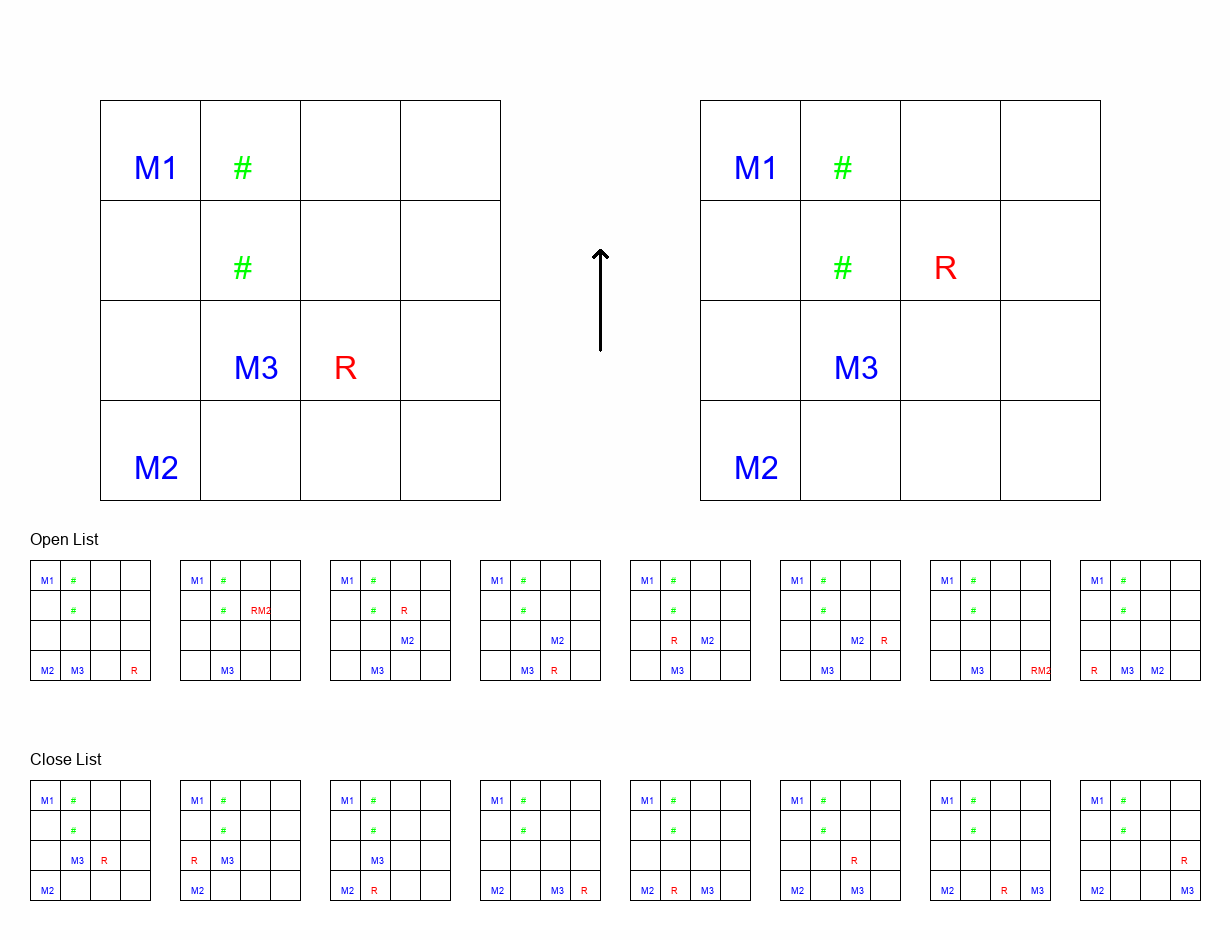 M1 # M1 #
# # R
M3 R M3
M2 M2
Open List
M1 # M1 # M1 # M1 # M1 # M1 # M1 # M1 #
# # RM2 # R # # # # #
M2 M2 R M2 M2 R
M2 M3 R M3 M3 M3 R M3 M3 M3 RM2 R M3 M2
Close List
M1 # M1 # M1 # M1 # M1 # M1 # M1 # M1 #
# # # # # # # #
M3 R R M3 M3 R R
M2 M2 M2 R M2 M3 R M2 R M3 M2 M3 M2 R M3 M2 M3